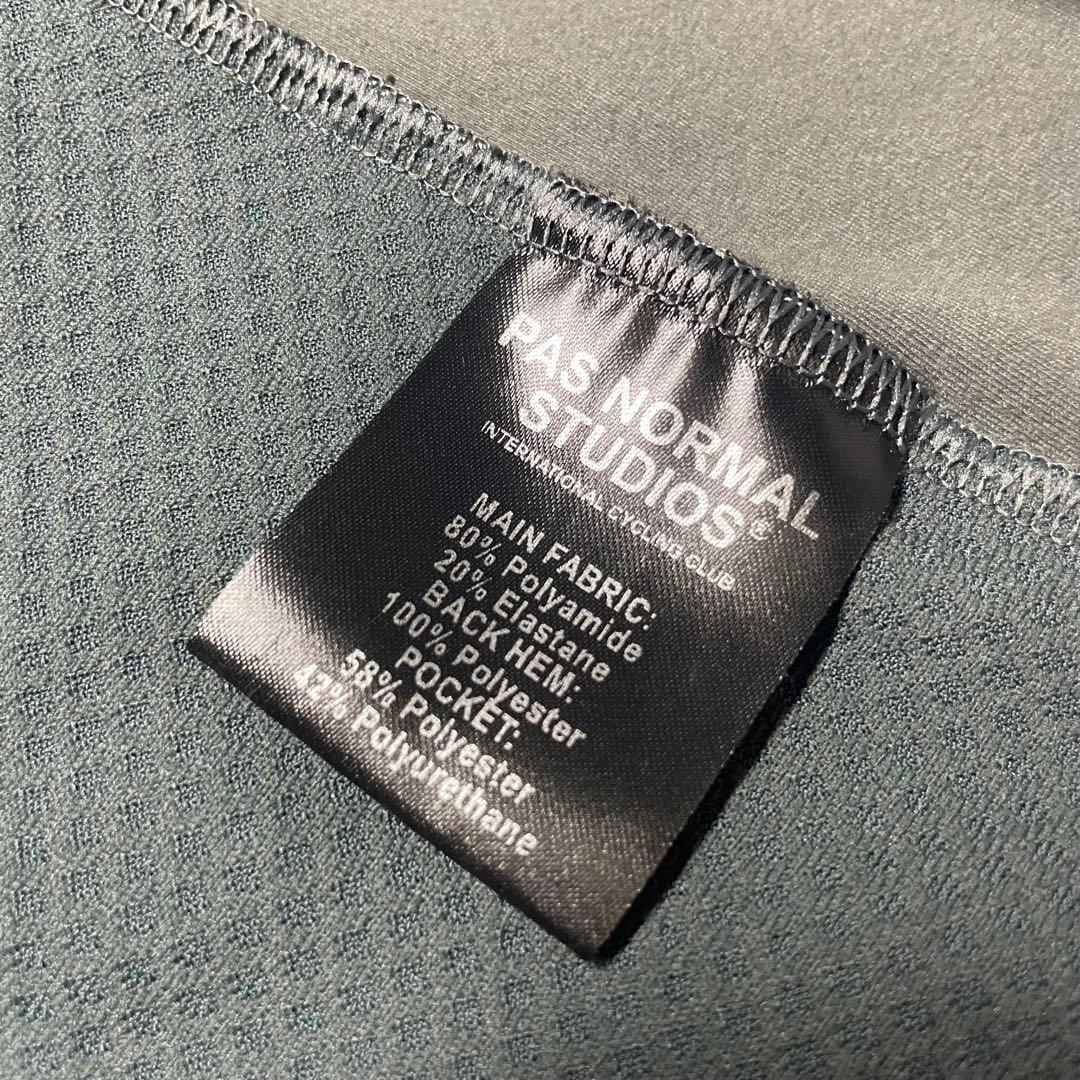 PAS NORMAL
STUDIOS®
INTERNATIONAL CYCLING CLUB
MAIN FABRIC:
80% Polyamide
20% Elastane
BACK HEM:
100% Polyester
POCKET:
58% Polyester
42% Polyurethane